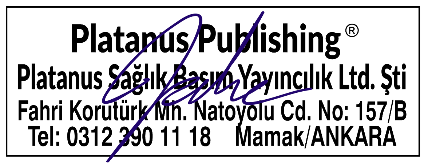 Platanus Publishing ®
Platanus Sağlık Basım Yayıncılık Ltd. Şti
Fahri Korutürk Mh. Natoyolu Cd. No: 157/B
Tel: 0312 390 11 18 Mamak/ANKARA